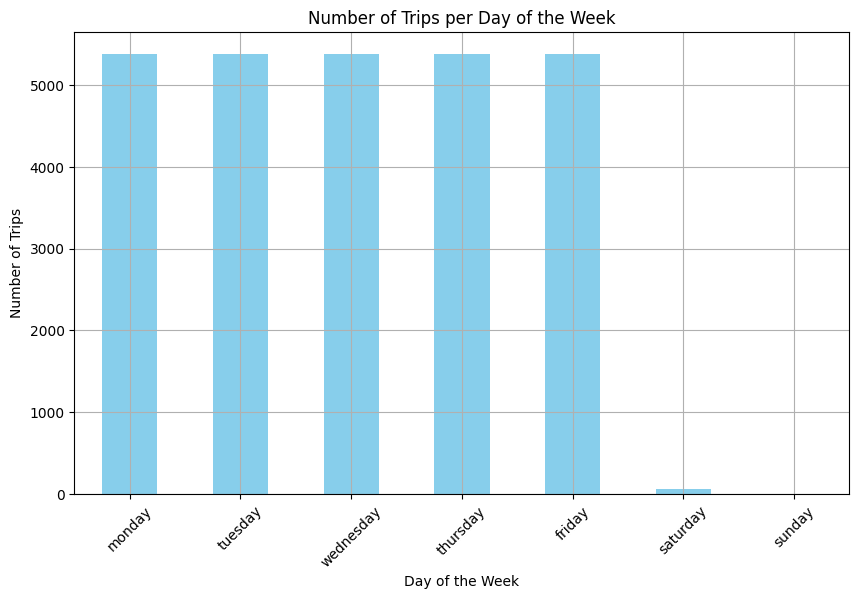 Number of Trips per Day of the Week
Number of Trips
5000
4000
3000
2000
1000
0
monday
tuesday
wednesday
thursday
friday
saturday
sunday
Day of the Week